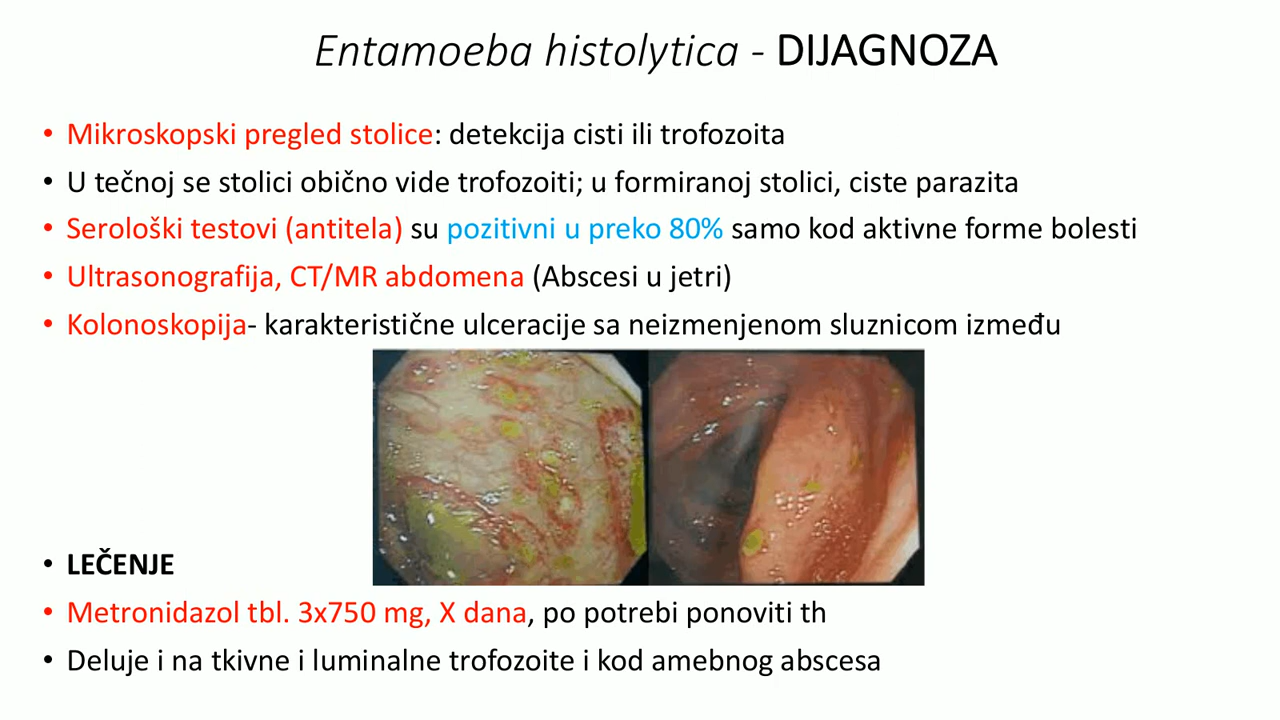 Entamoeba histolytica - DIJAGNOZA
• Mikroskopski pregled stolice: detekcija cisti ili trofozoita
• U tečnoj se stolici obično vide trofozoiti; u formiranoj stolici, ciste parazita
• Serološki testovi (antitela) su pozitivni u preko 80% samo kod aktivne forme bolesti
• Ultrasonografija, CT/MR abdomena (Abscesi u jetri)
• Kolonoskopija- karakteristične ulceracije sa neizmenjenom sluznicom između
• LEČENJE
• Metronidazol tbl. 3x750 mg, X dana, po potrebi ponoviti th
• Deluje i na tkivne i luminalne trofozoite i kod amebnog abscesa